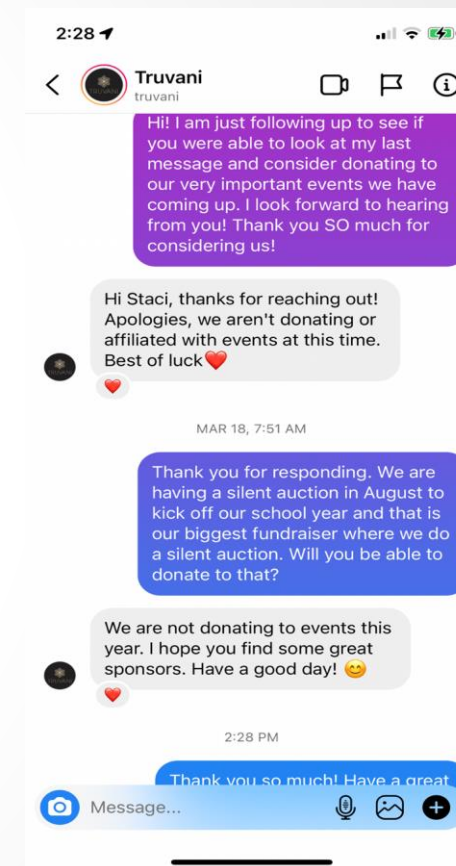 2:28
Truvani
truvani
Hi! I am just following up to see if
you were able to look at my last
message and consider donating to
our very important events we have
coming up. I look forward to hearing
from you! Thank you SO much for
considering us!
Hi Staci, thanks for reaching out!
Apologies, we aren't donating or
affiliated with events at this time.
Best of luck❤️
MAR 18, 7:51 AM
Thank you for responding. We are
having a silent auction in August to
kick off our school year and that is
our biggest fundraiser where we do
a silent auction. Will you be able to
donate to that?
We are not donating to events this
year. I hope you find some great
sponsors. Have a good day! 😊
2:28 PM
Thank you so much! Have a great
Message...